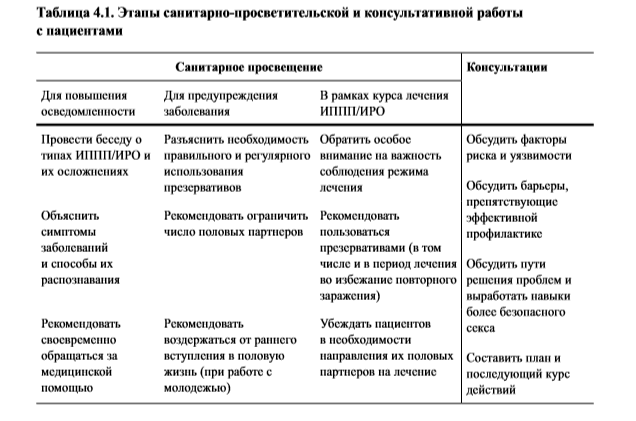 Таблица 4.1. Этапы санитарно-просветительской и консультативной работы
с пациентами
Санитарное просвещение
Консультации
Для повышения
осведомленности
Для предупреждения
заболевания
В рамках курса лечения
ИППП/ИРО
Провести беседу о
типах ИППП/ИРО и
их осложнениях
Разъяснить необходимость
правильного и регулярного
использования
презервативов
Обратить особое
внимание на важность
соблюдения режима
лечения
Обсудить факторы
риска и уязвимости
Обсудить барьеры,
препятствующие
эффективной
профилактике
Объяснить
симптомы
заболеваний
и способы их
распознавания
Рекомендовать ограничить
число половых партнеров
Рекомендовать
пользоваться
презервативами (в том
числе и в период лечения
во избежание повторного
заражения)
Обсудить пути
решения проблем и
выработать навыки
более безопасного
секса
Рекомендовать
своевременно
обращаться за
медицинской
помощью
Рекомендовать
воздержаться от раннего
вступления в половую
жизнь (при работе с
молодежью)
Убеждать пациентов
в необходимости
направления их половых
партнеров на лечение
Составить план и
последующий курс
действий